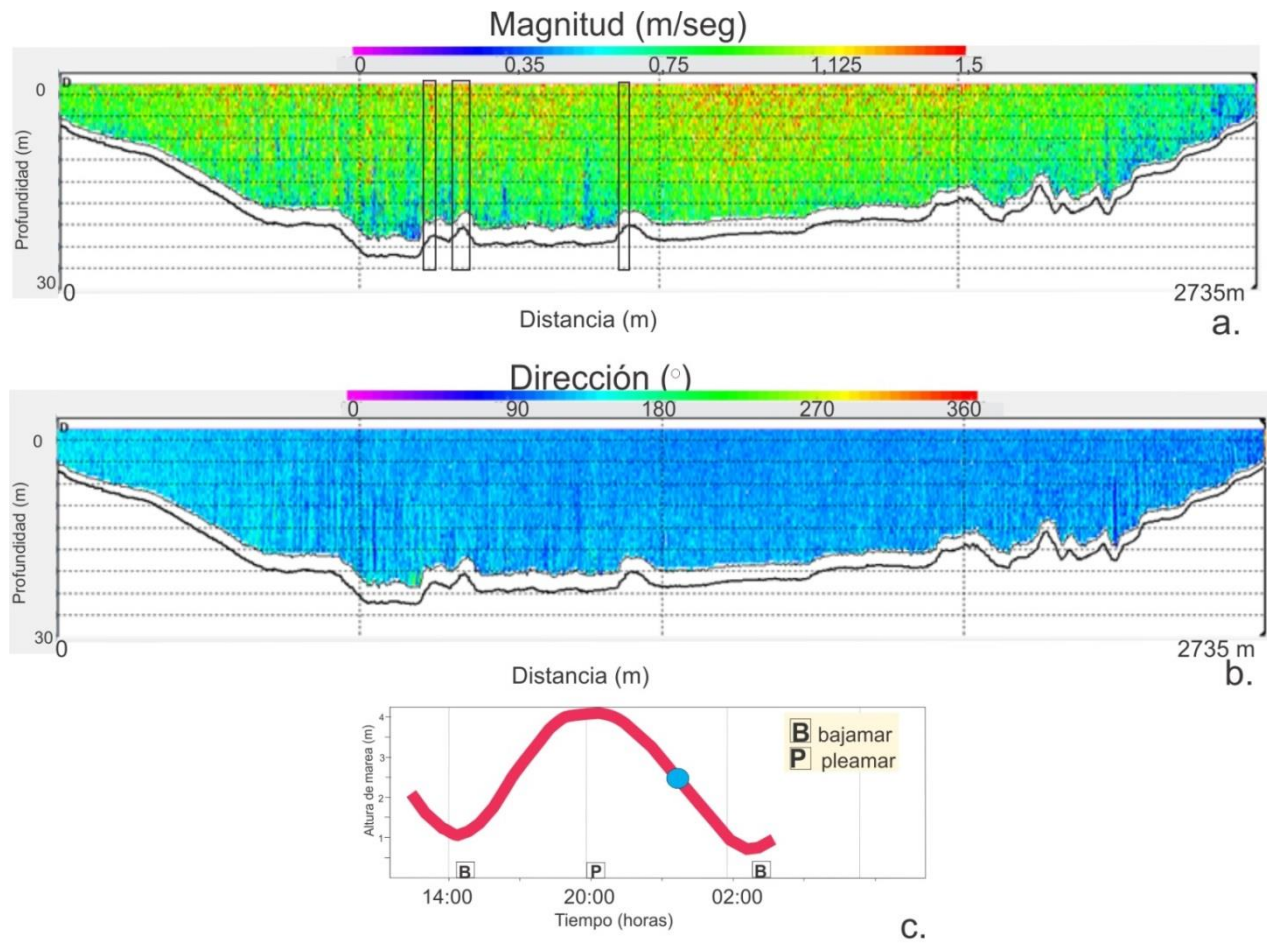 Magnitud (m/seg)
0 0,35 0,75 1,125 1,5
0
D
Profundidad (m)
30
0
2735m
Distancia (m)
a.
Dirección (°)
0 90 180 270 360
0
D
Profundidad (m)
30
0
2735 m
Distancia (m)
b.
Altura de marea (m)
4
3
2
1
B bajamar
P pleamar
B P B
14:00 20:00 02:00
Tiempo (horas)
c.